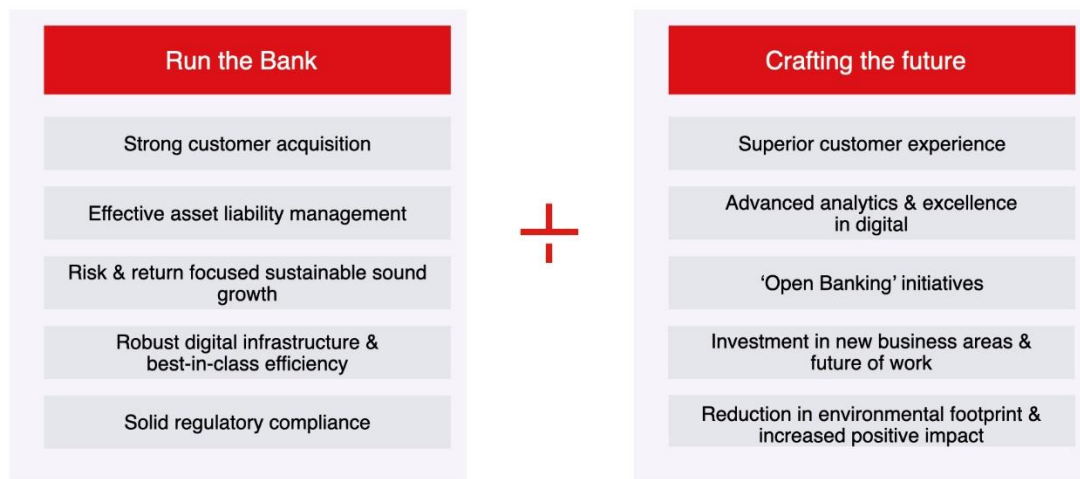 Run the Bank
Strong customer acquisition
Effective asset liability management
Risk & return focused sustainable sound
growth
Robust digital infrastructure &
best-in-class efficiency
Solid regulatory compliance
Crafting the future
Superior customer experience
Advanced analytics & excellence
in digital
‘Open Banking’ initiatives
Investment in new business areas &
future of work
Reduction in environmental footprint &
increased positive impact